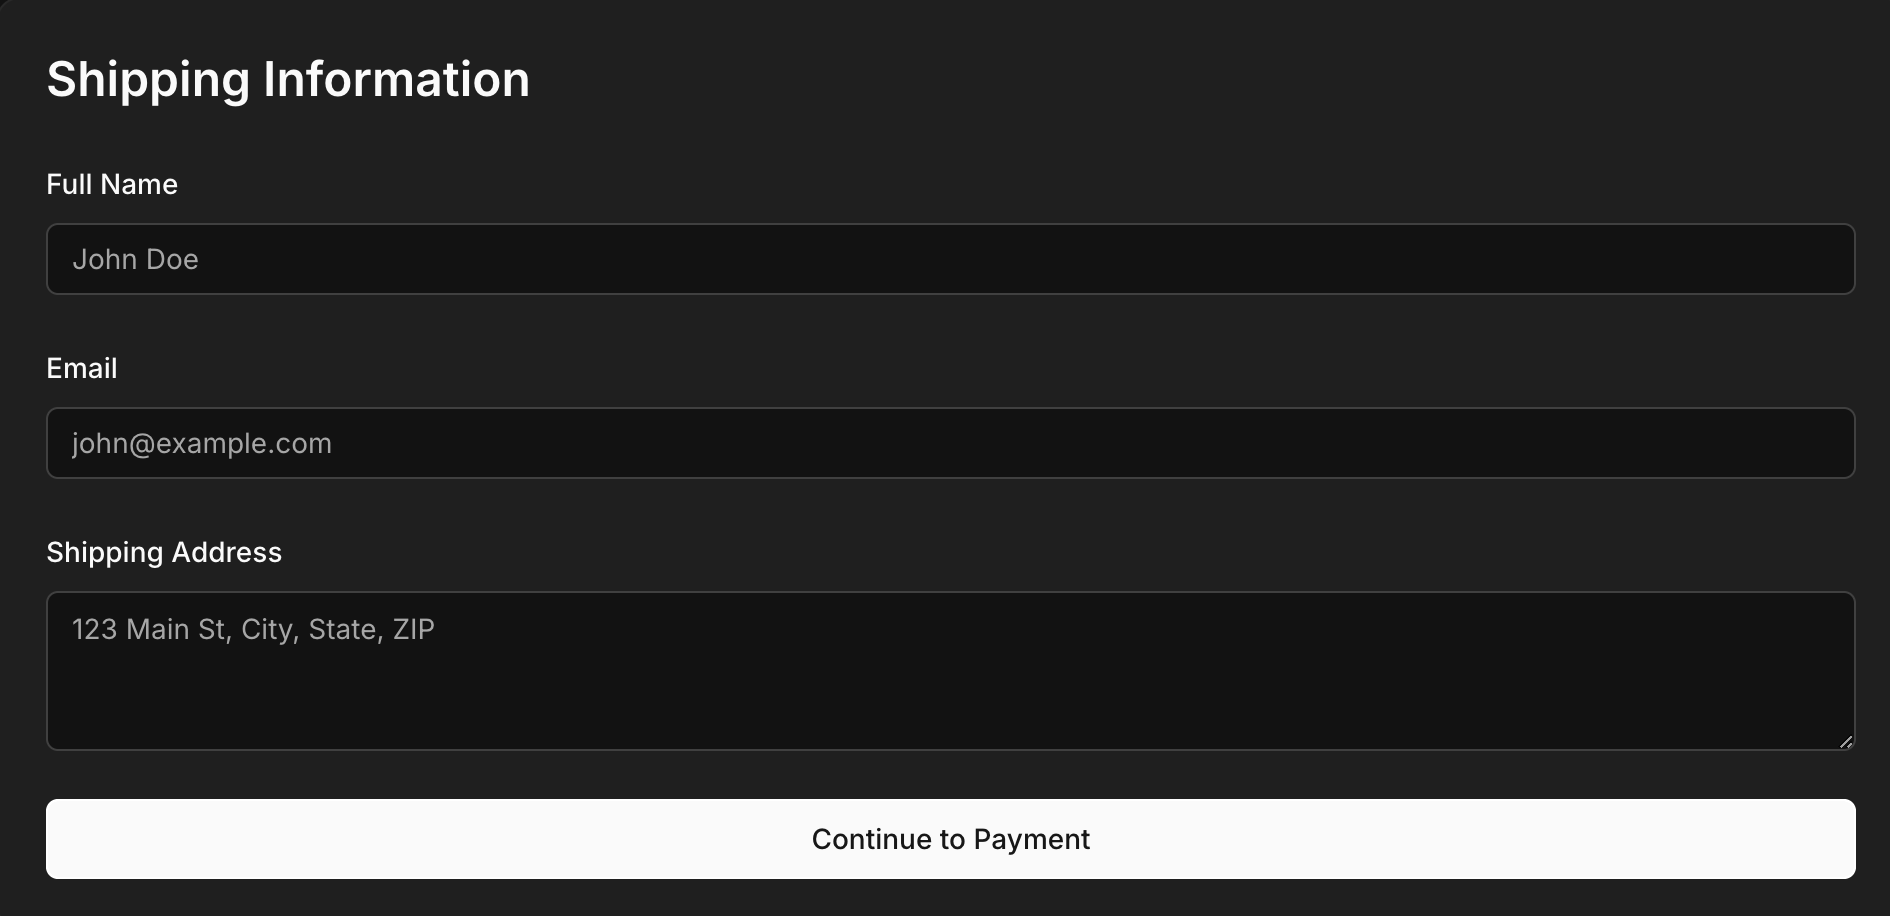 Shipping Information
Full Name
John Doe
Email
john@example.com
Shipping Address
123 Main St, City, State, ZIP
Continue to Payment